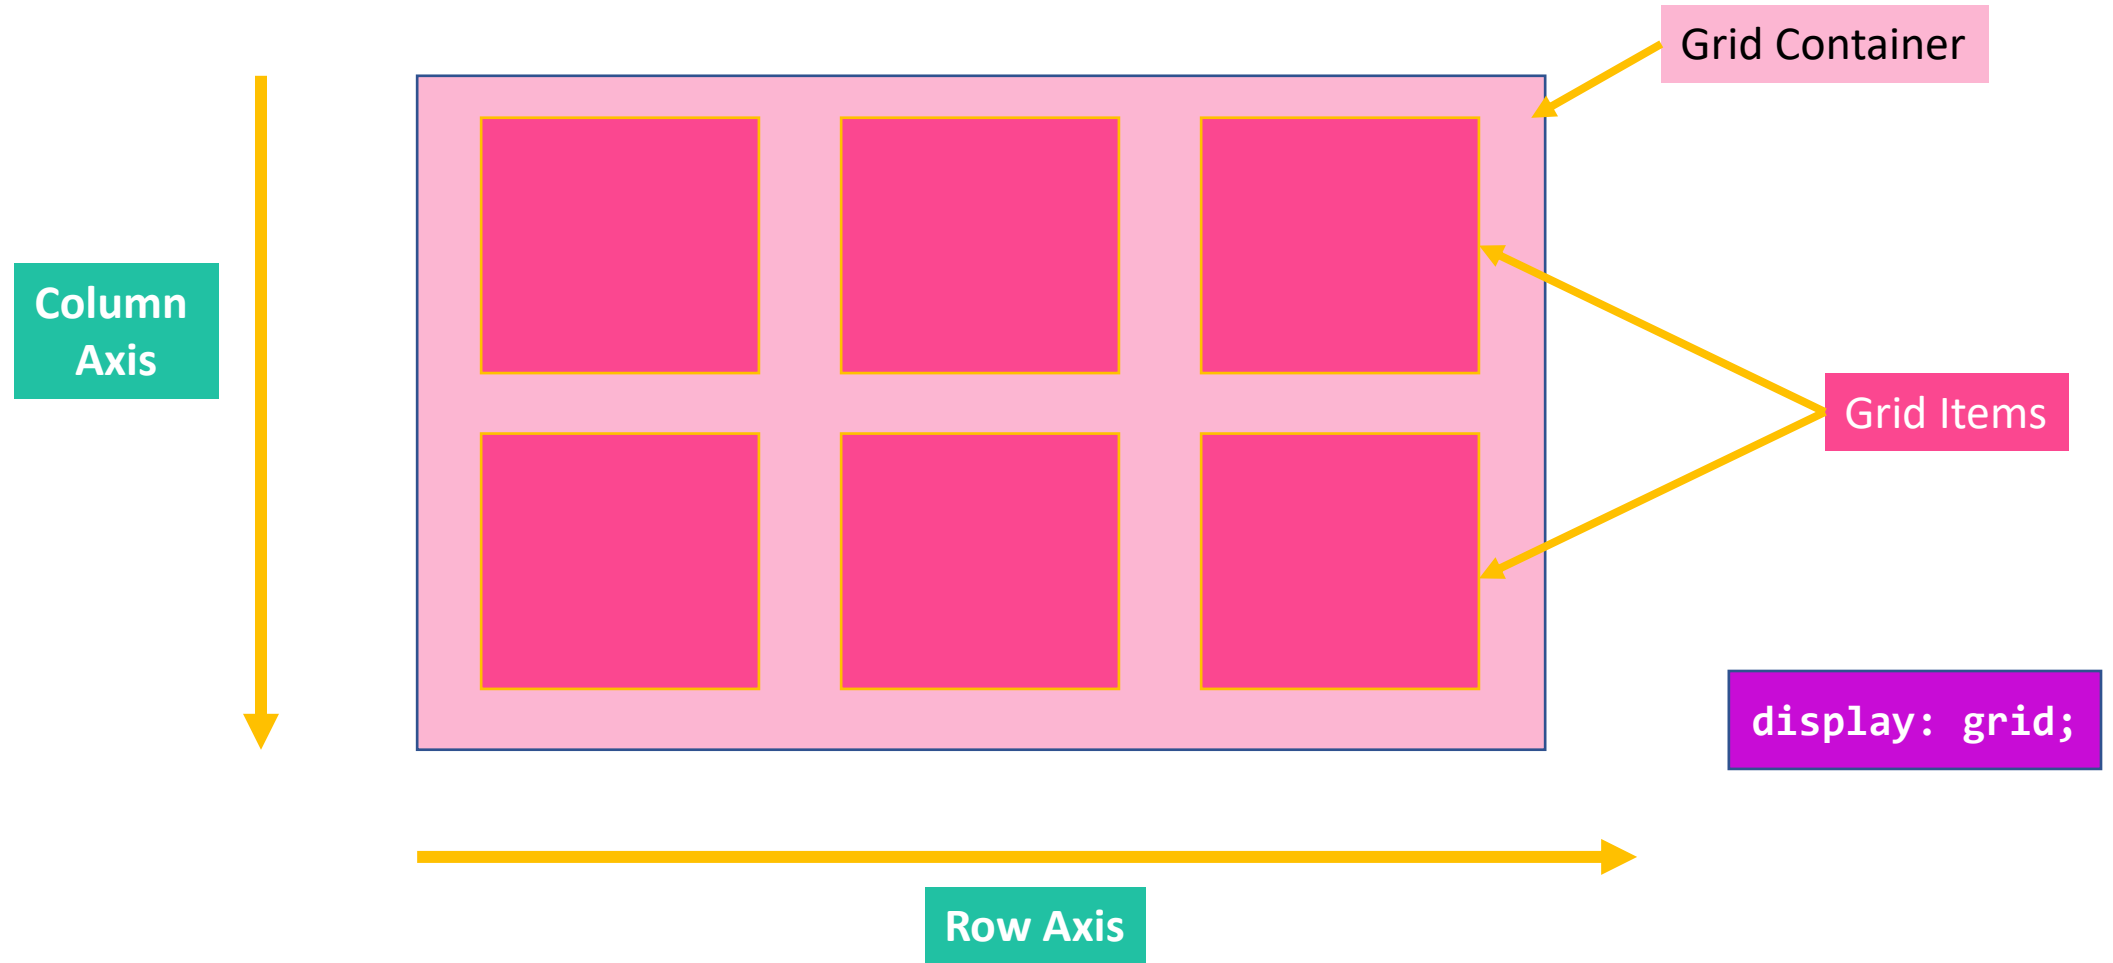 Grid Container
Column
Axis
Grid Items
display: grid;
Row Axis